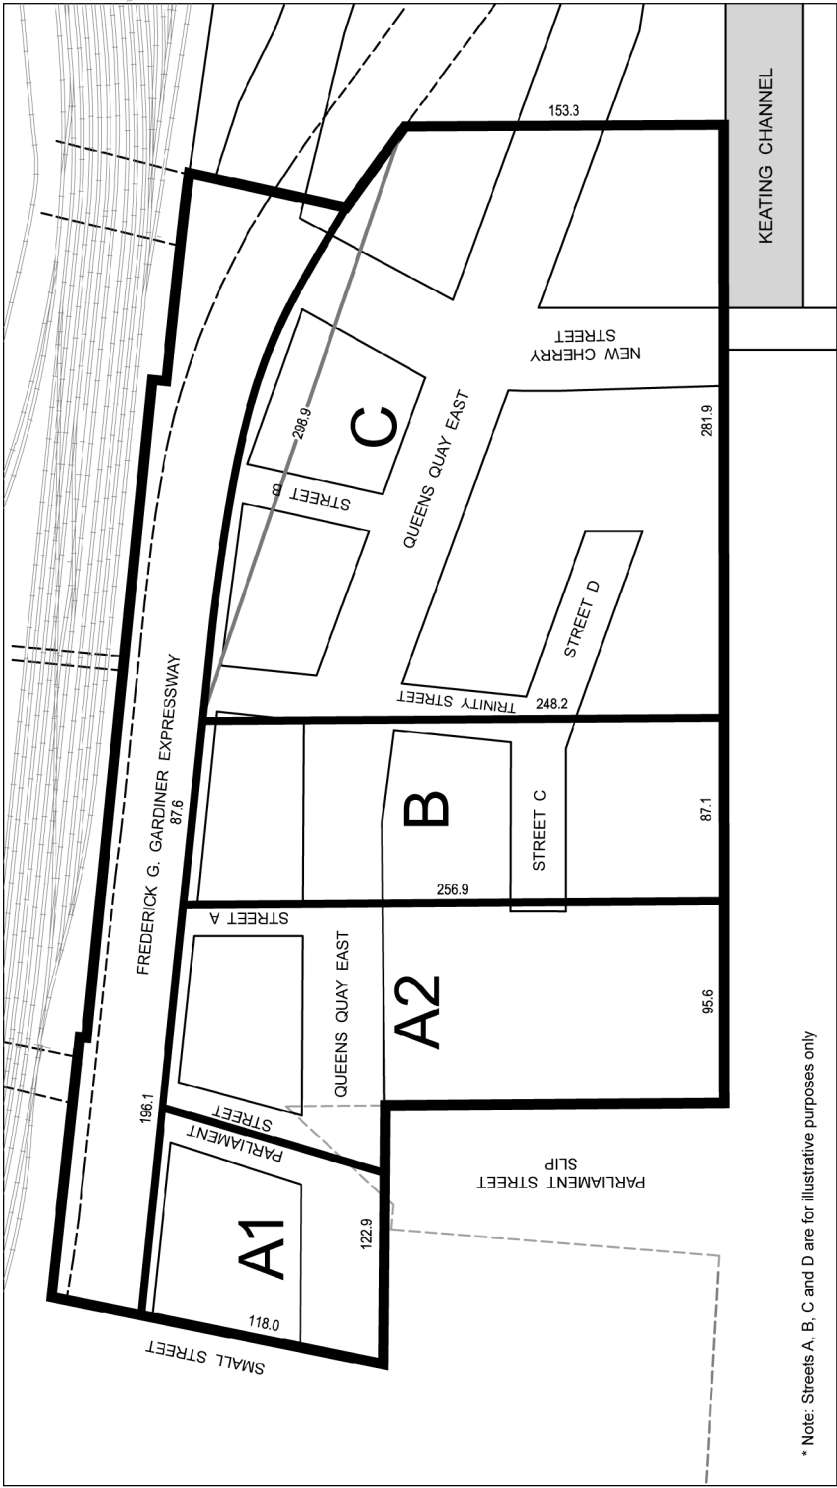 153.3
KEATING CHANNEL
NEW CHERRY
STREET
298.9
C
281.9
STREET B
QUEENS QUAY EAST
STREET D
TRINITY STREET
248.2
FREDERICK G. GARDINER EXPRESSWAY
87.6
B
STREET C
87.1
256.9
STREET A
QUEENS QUAY EAST
A2
95.6
196.1
PARLIAMENT
STREET
A1
122.9
118.0
SMALL STREET
PARLIAMENT STREET
SLIP
* Note: Streets A, B, C and D are for illustrative purposes only